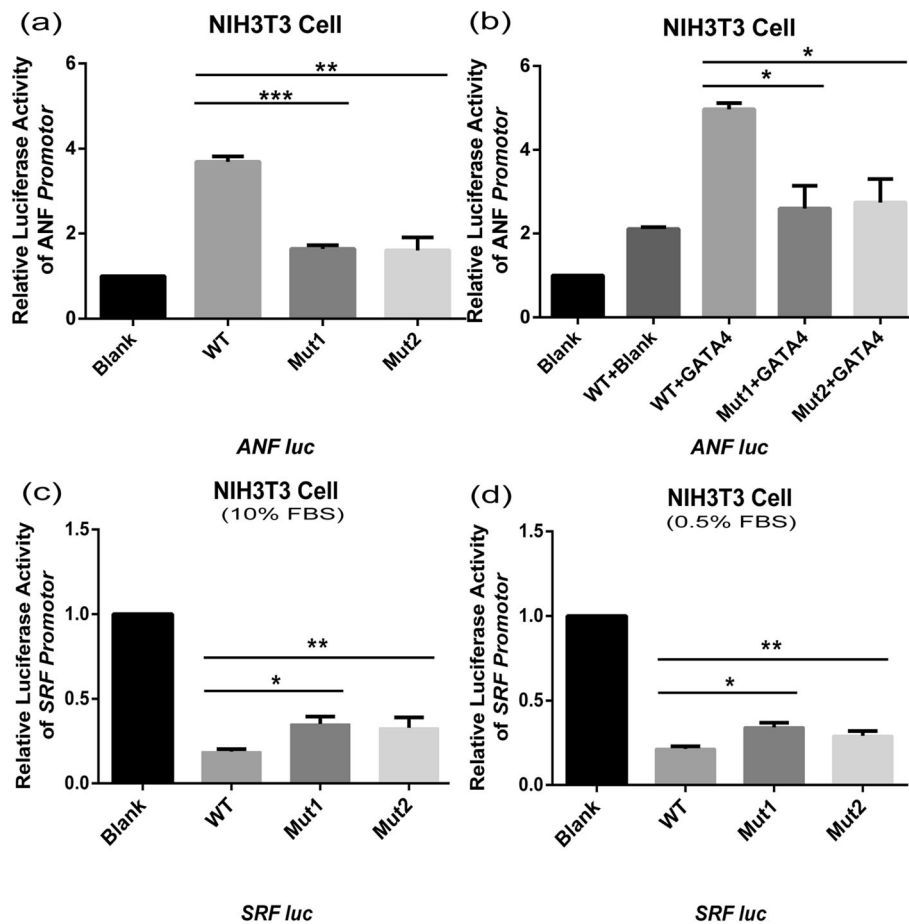 (a)
NIH3T3 Cell
Relative Luciferase Activity
of ANF Promotor
8
6
4
2
0
**
***
Blank
WT
Mut1
Mut2
ANF luc
(b)
NIH3T3 Cell
Relative Luciferase Activity
of ANF Promotor
6
4
2
0
*
*
Blank
WT+Blank
WT+GATA4
Mut1+GATA4
Mut2+GATA4
ANF luc
(c)
NIH3T3 Cell
(10% FBS)
Relative Luciferase Activity
of SRF Promotor
1.5
1.0
0.5
0.0
**
*
Blank
WT
Mut1
Mut2
SRF luc
(d)
NIH3T3 Cell
(0.5% FBS)
Relative Luciferase Activity
of SRF Promotor
1.5
1.0
0.5
0.0
**
*
Blank
WT
Mut1
Mut2
SRF luc